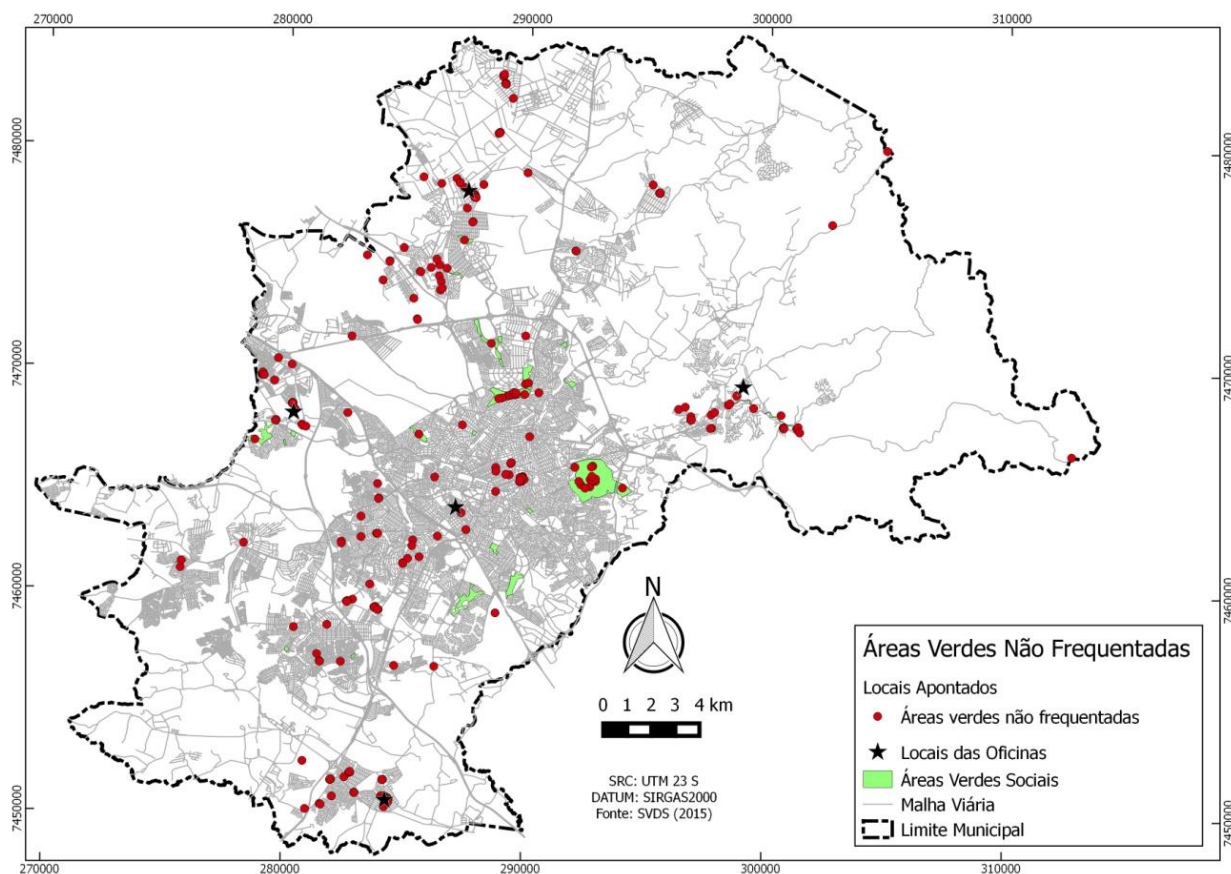 270000 280000 290000 300000 310000
7480000
7480000
7470000
7470000
7460000
7460000
7450000
7450000
N
0 1 2 3 4 km
SRC: UTM 23 S
DATUM: SIRGAS2000
Fonte: SVDS (2015)
Áreas Verdes Não Frequentadas
Locais Apontados
Áreas verdes não frequentadas
Locais das Oficinas
Áreas Verdes Sociais
Malha Viária
Limite Municipal
270000 280000 290000 300000 310000